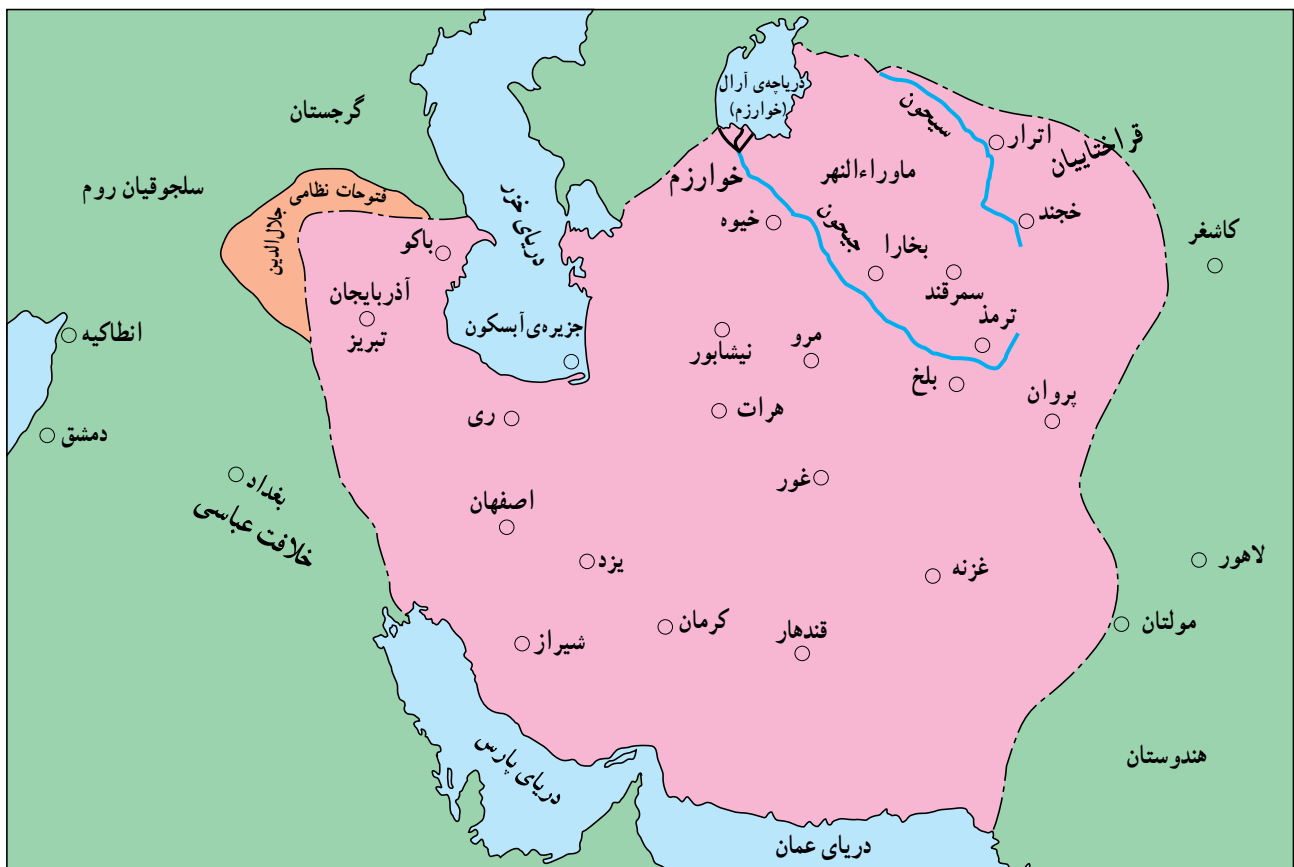 دریاچه‌ی آرال
(خوارزم)
گرجستان
سیحون
اترار
قراختاییان
سلجوقیان روم
فتوحات نظامی جلال‌الدین
دریای خزر
خوارزم
ماوراءالنهر
خجند
خیوه
جیحون
بخارا
کاشغر
باکو
سمرقند
آذربایجان
تبریز
جزیره‌ی آبسکون
ترمذ
انطاکیه
نیشابور
مرو
بلخ
پروان
هرات
ری
دمشق
بغداد
خلافت عباسی
غور
اصفهان
یزد
غزنه
لاهور
کرمان
مولتان
شیراز
قندهار
دریای پارس
هندوستان
دریای عمان